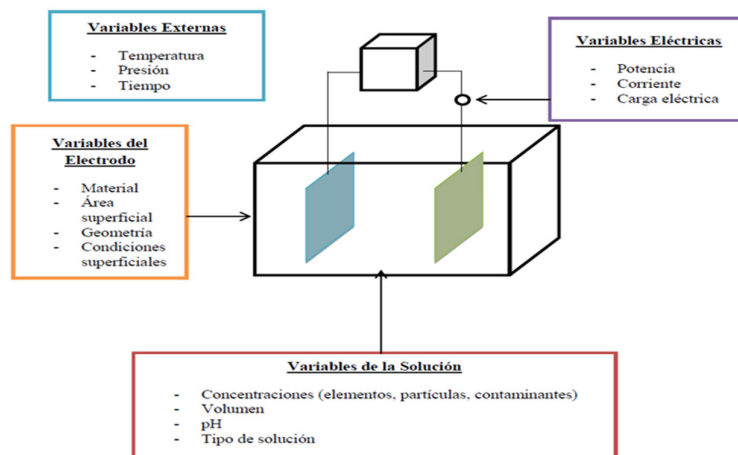 Variables Externas
- Temperatura
- Presión
- Tiempo
Variables Eléctricas
- Potencia
- Corriente
- Carga eléctrica
Variables del
Electrodo
- Material
- Área
superficial
- Geometría
- Condiciones
superficiales
Variables de la Solución
- Concentraciones (elementos, partículas, contaminantes)
- Volumen
- pH
- Tipo de solución